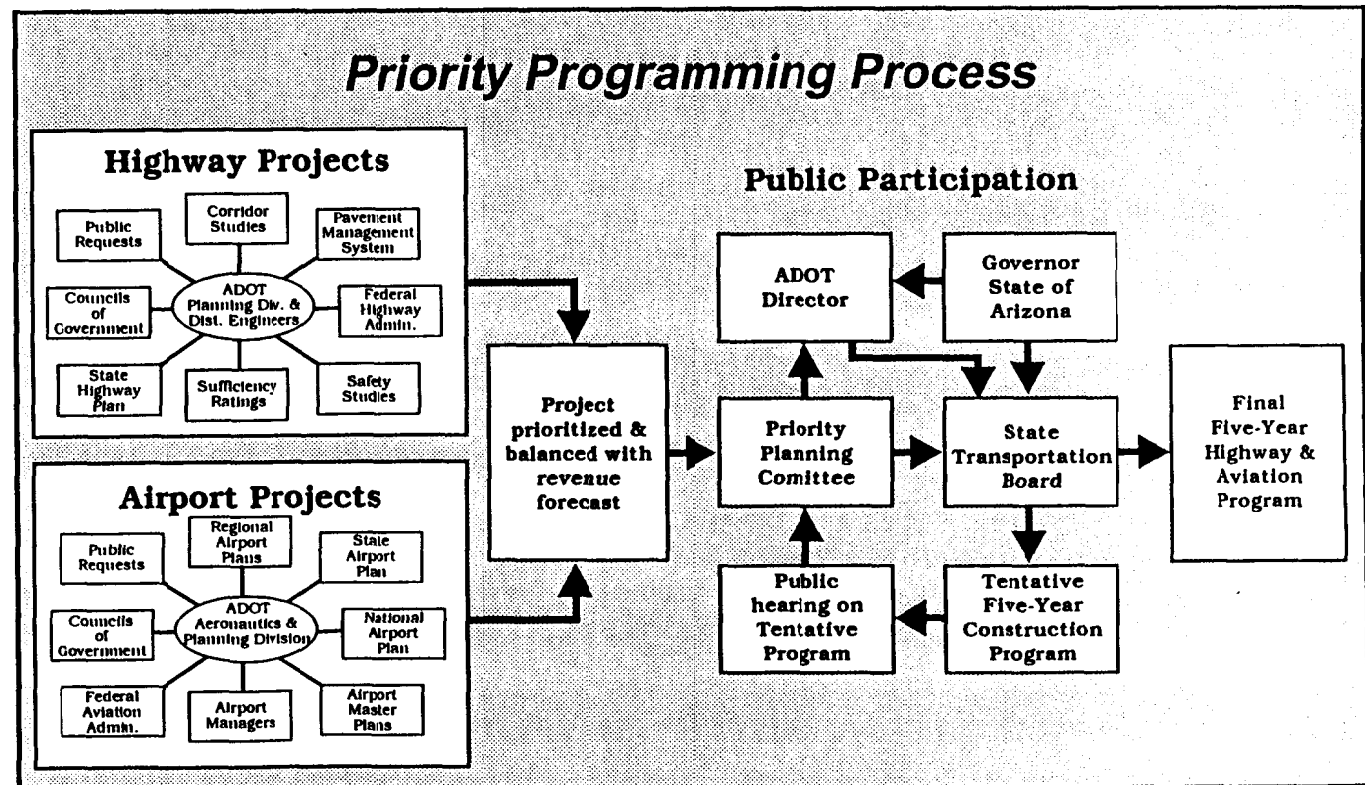 Priority Programming Process
Highway Projects
Public
Requests
Corridor
Studies
Pavement
Management
System
Councils
of
Government
ADOT
Planning Div. &
Dist. Engineers
Federal
Highway
Admin.
State
Highway
Plan
Sufficiency
Ratings
Safety
Studies
Airport Projects
Public
Requests
Regional
Airport
Plans
State
Airport
Plan
Councils
of
Government
ADOT
Aeronautics &
Planning Division
National
Airport
Plan
Federal
Aviation
Admin.
Airport
Managers
Airport
Master
Plans
Project
prioritized &
balanced with
revenue
forecast
Public Participation
ADOT
Director
Governor
State of
Arizona
Priority
Planning
Comittee
State
Transportation
Board
Public
hearing on
Tentative
Program
Tentative
Five-Year
Construction
Program
Final
Five-Year
Highway &
Aviation
Program